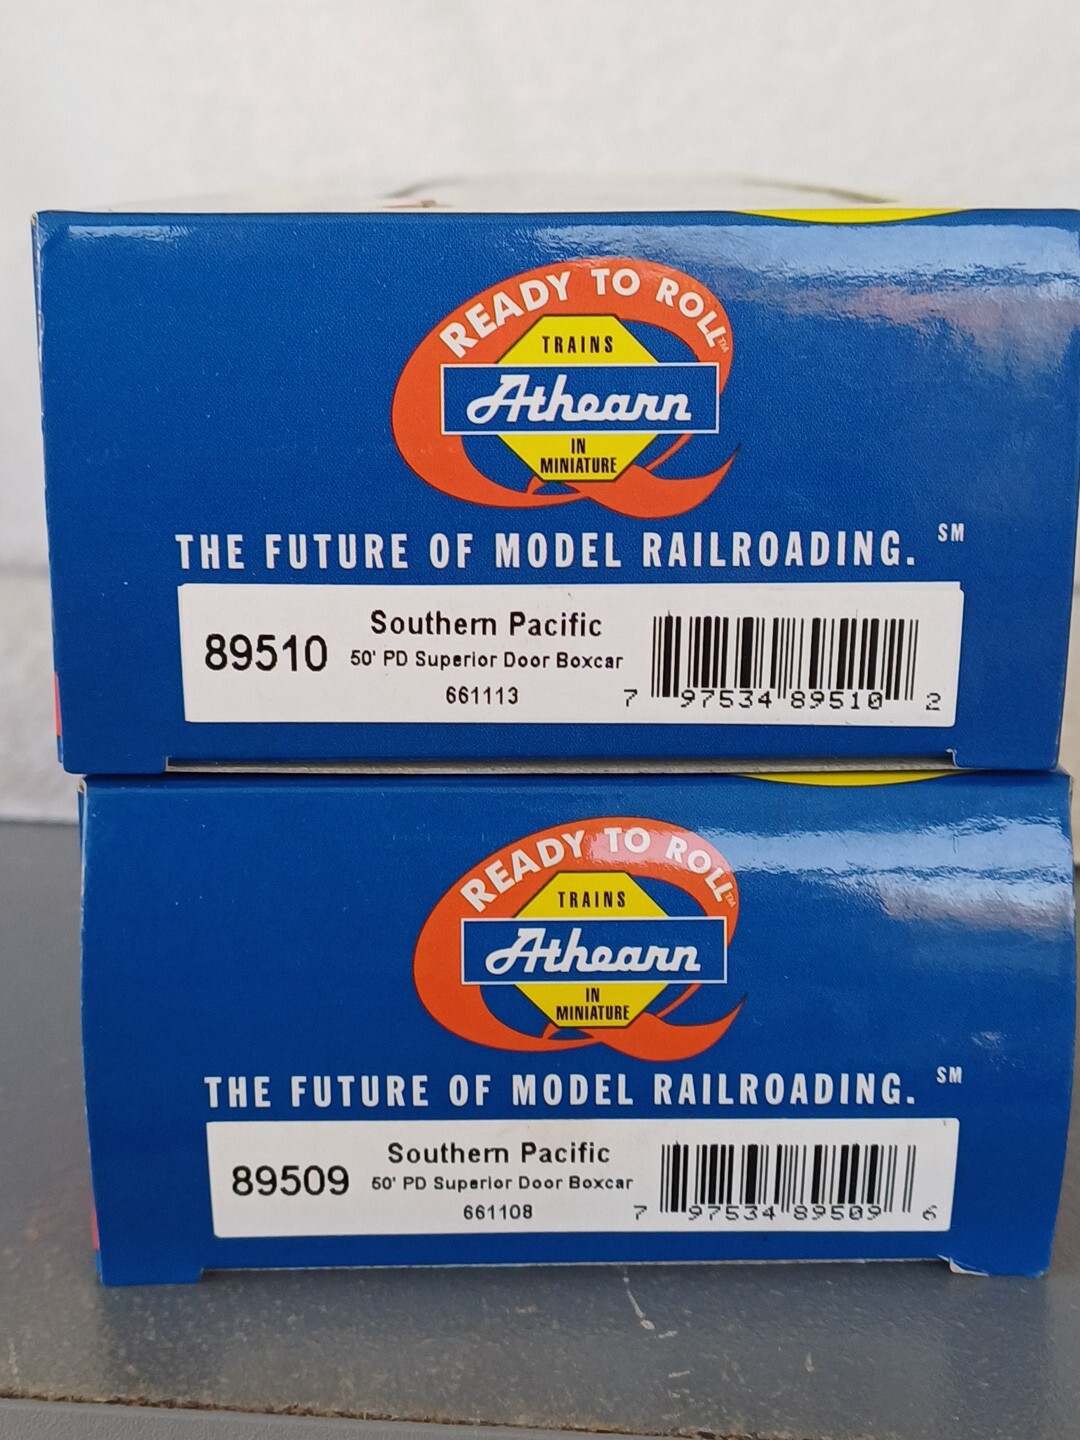 READY TO ROLL™
TRAINS
Athearn
IN
MINIATURE
THE FUTURE OF MODEL RAILROADING. SM
89510
Southern Pacific
50' PD Superior Door Boxcar
661113
7 97534 89510 2
READY TO ROLL™
TRAINS
Athearn
IN
MINIATURE
THE FUTURE OF MODEL RAILROADING. SM
89509
Southern Pacific
50' PD Superior Door Boxcar
661108
7 97534 89509 6